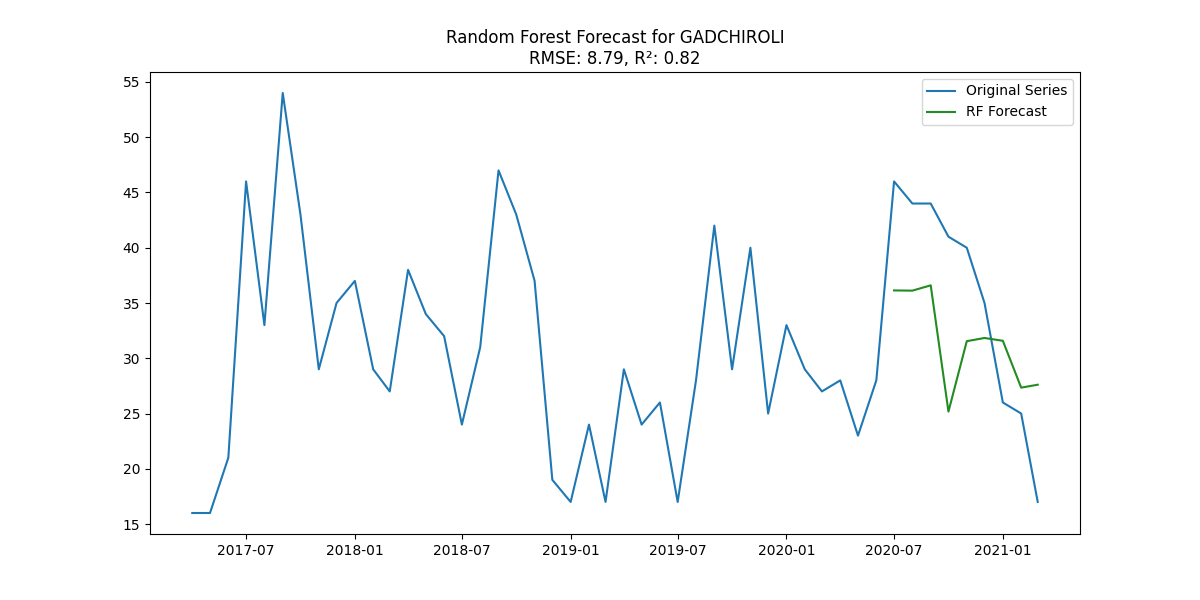 Random Forest Forecast for GADCHIROLI
RMSE: 8.79, R²: 0.82
Original Series
RF Forecast
55
50
45
40
35
30
25
20
15
2017-07 2018-01 2018-07 2019-01 2019-07 2020-01 2020-07 2021-01